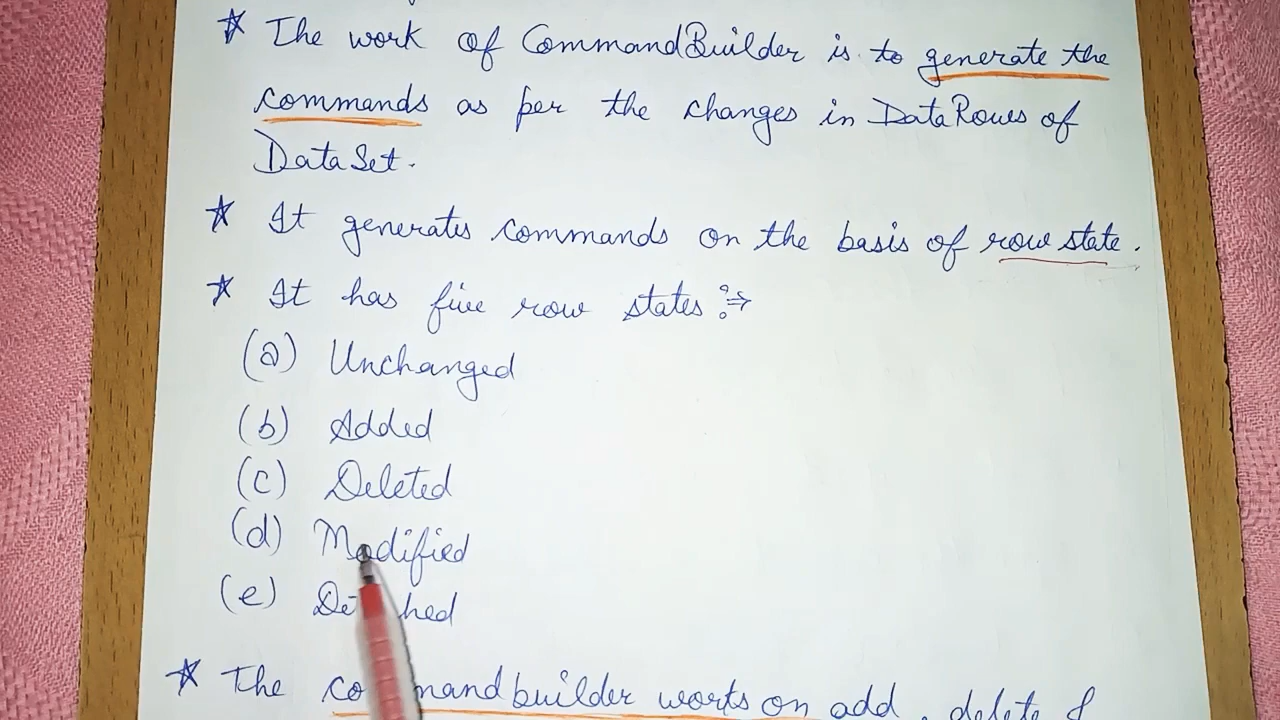 ☆ The work of CommandBuilder is to generate the
commands as per the changes in DataRows of
DataSet.
☆ It generates commands on the basis of row state.
☆ It has five row states :⇒
(a) Unchanged
(b) Added
(c) Deleted
(d) Modified
(e)
☆ The commandbuilder works on add, delete &